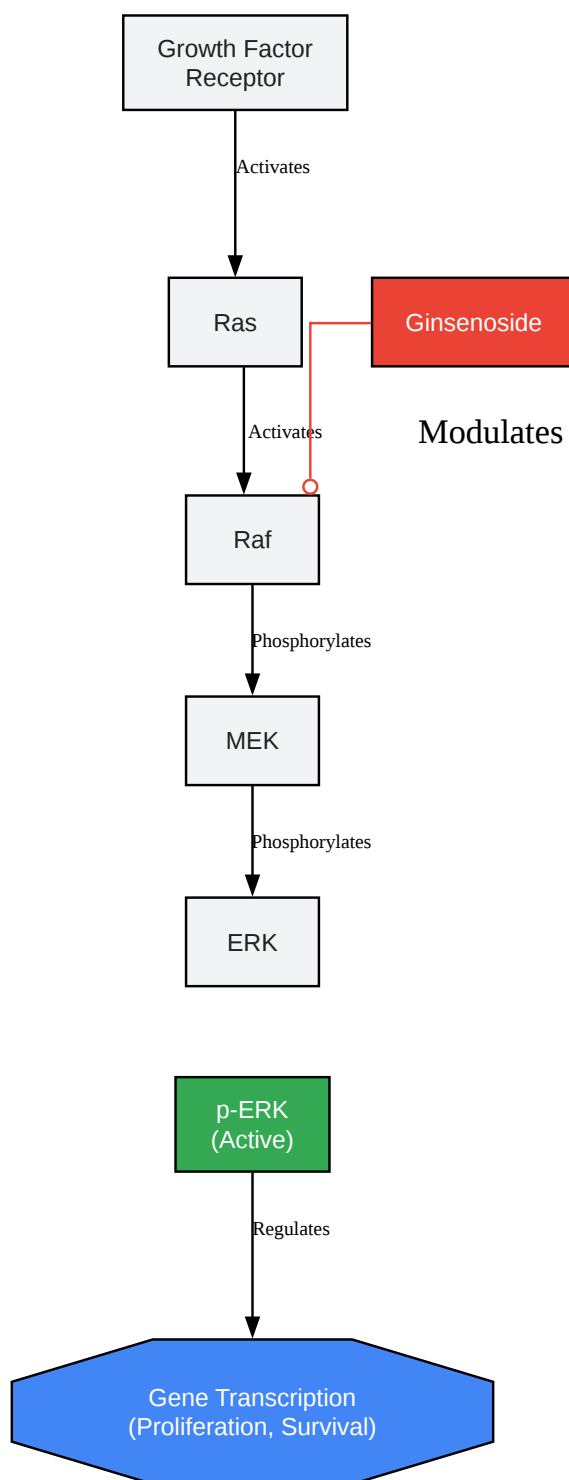 Growth Factor
Receptor
Activates
Ras
Ginsenoside
Activates
Modulates
Raf
Phosphorylates
MEK
Phosphorylates
ERK
p-ERK
(Active)
Regulates
Gene Transcription
(Proliferation, Survival)